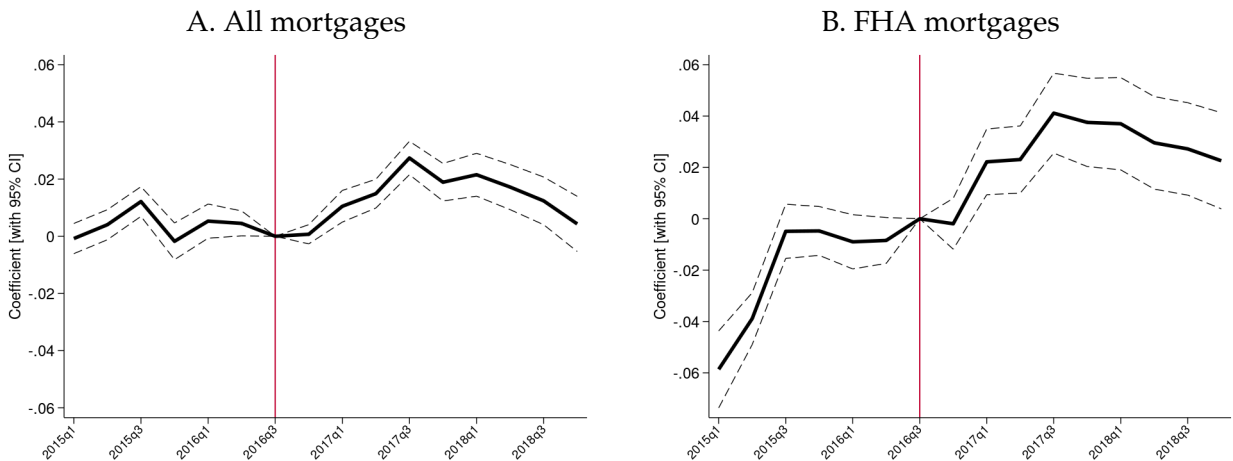 A. All mortgages
Coefficient [with 95% CI]
.06
.04
.02
0
-.02
-.04
-.06
2015q1
2015q3
2016q1
2016q3
2017q1
2017q3
2018q1
2018q3
B. FHA mortgages
Coefficient [with 95% CI]
.06
.04
.02
0
-.02
-.04
-.06
2015q1
2015q3
2016q1
2016q3
2017q1
2017q3
2018q1
2018q3